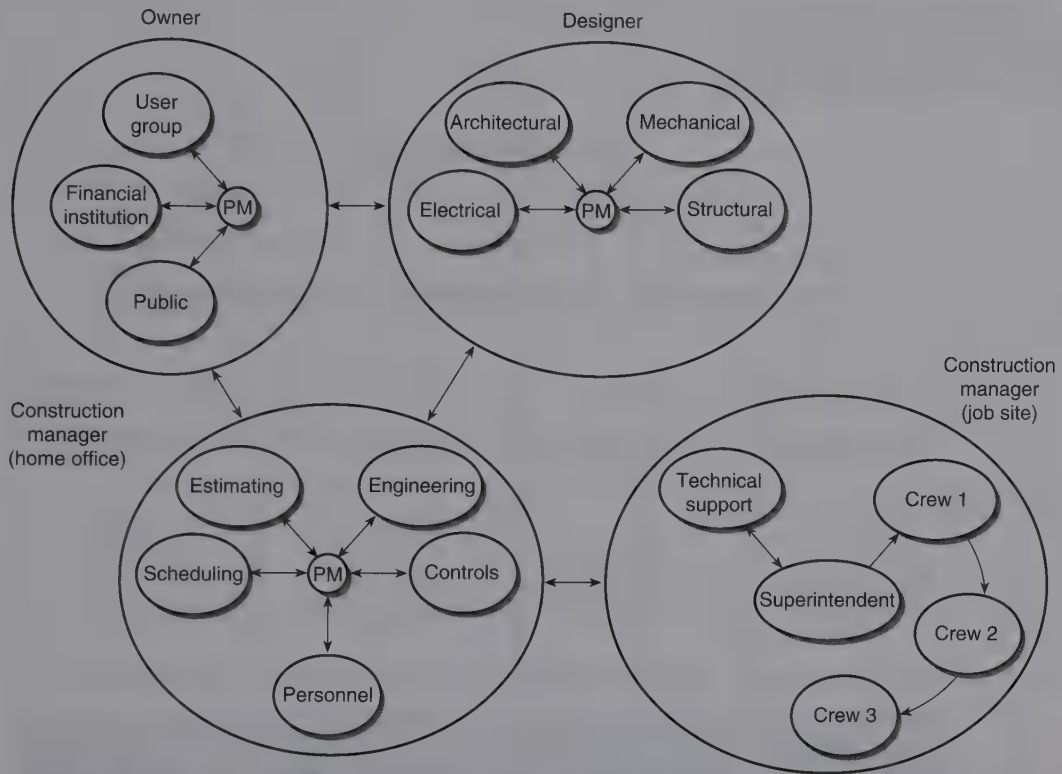 Owner
User
group
Financial
institution
PM
Public
Designer
Architectural
Mechanical
Electrical
PM
Structural
Construction
manager
(home office)
Estimating
Engineering
Scheduling
PM
Controls
Personnel
Construction
manager
(job site)
Technical
support
Crew 1
Superintendent
Crew 2
Crew 3